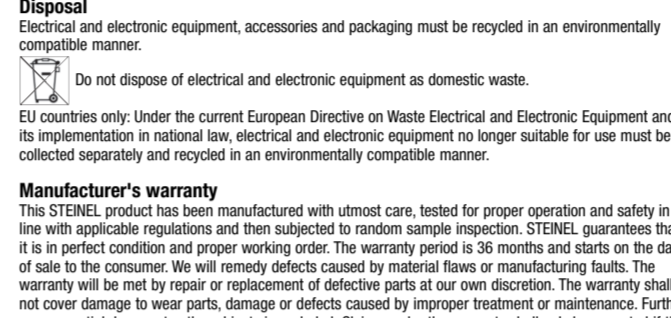 Disposal
Electrical and electronic equipment, accessories and packaging must be recycled in an environmentally
compatible manner.
Do not dispose of electrical and electronic equipment as domestic waste.
EU countries only: Under the current European Directive on Waste Electrical and Electronic Equipment and
its implementation in national law, electrical and electronic equipment no longer suitable for use must be
collected separately and recycled in an environmentally compatible manner.
Manufacturer's warranty
This STEINEL product has been manufactured with utmost care, tested for proper operation and safety in
line with applicable regulations and then subjected to random sample inspection. STEINEL guarantees tha
it is in perfect condition and proper working order. The warranty period is 36 months and starts on the da
of sale to the consumer. We will remedy defects caused by material flaws or manufacturing faults. The
warranty will be met by repair or replacement of defective parts at our own discretion. The warranty shall
not cover damage to wear parts, damage or defects caused by improper treatment or maintenance. Furth